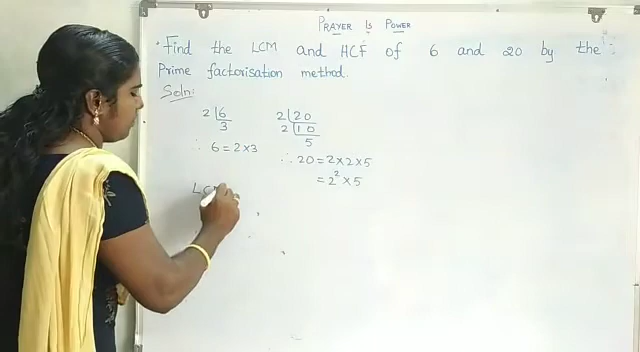 PRAYER IS POWER
Find the LCM and HCF of 6 and 20 by the
Prime factorisation method.
Soln:
2 6
3
∴ 6 = 2 × 3
2 20
2 10
5
∴ 20 = 2 × 2 × 5
= 2² × 5
LC